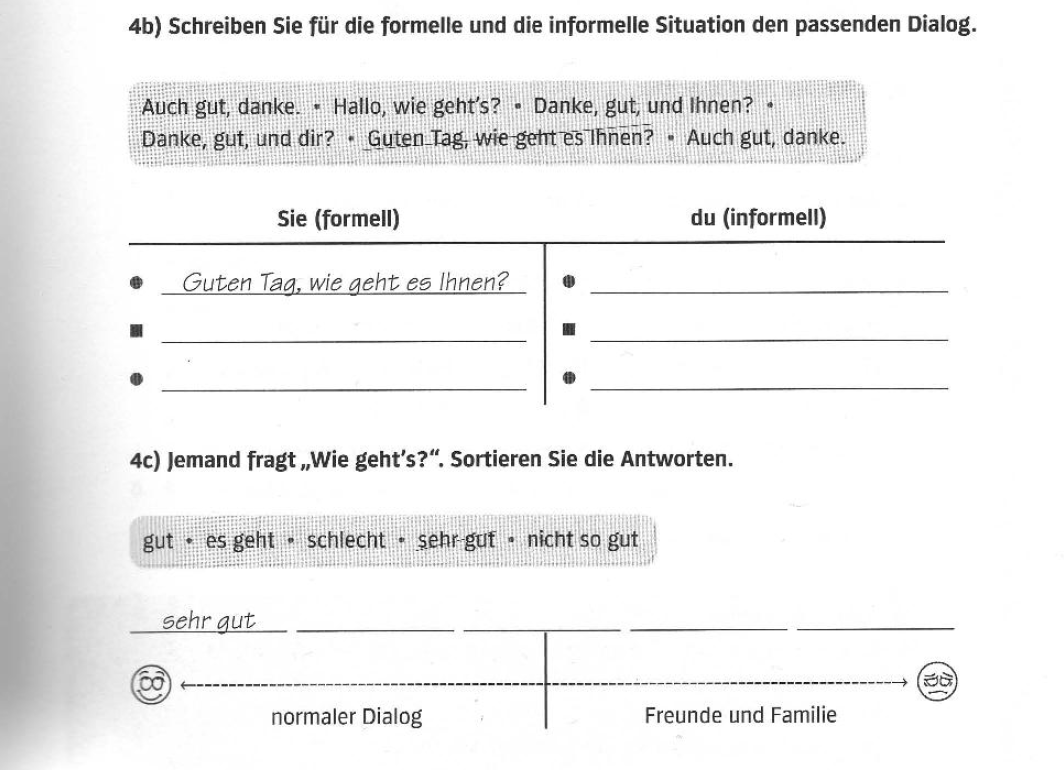 4b) Schreiben Sie für die formelle und die informelle Situation den passenden Dialog.
Auch gut, danke. • Hallo, wie geht's? • Danke, gut, und Ihnen? •
Danke, gut, und dir? • Guten Tag, wie geht es Ihnen? • Auch gut, danke.
Sie (formell) du (informell)
Guten Tag, wie geht es Ihnen?
4c) Jemand fragt „Wie geht's?“. Sortieren Sie die Antworten.
gut • es geht • schlecht • sehr gut • nicht so gut
sehr gut
normaler Dialog Freunde und Familie